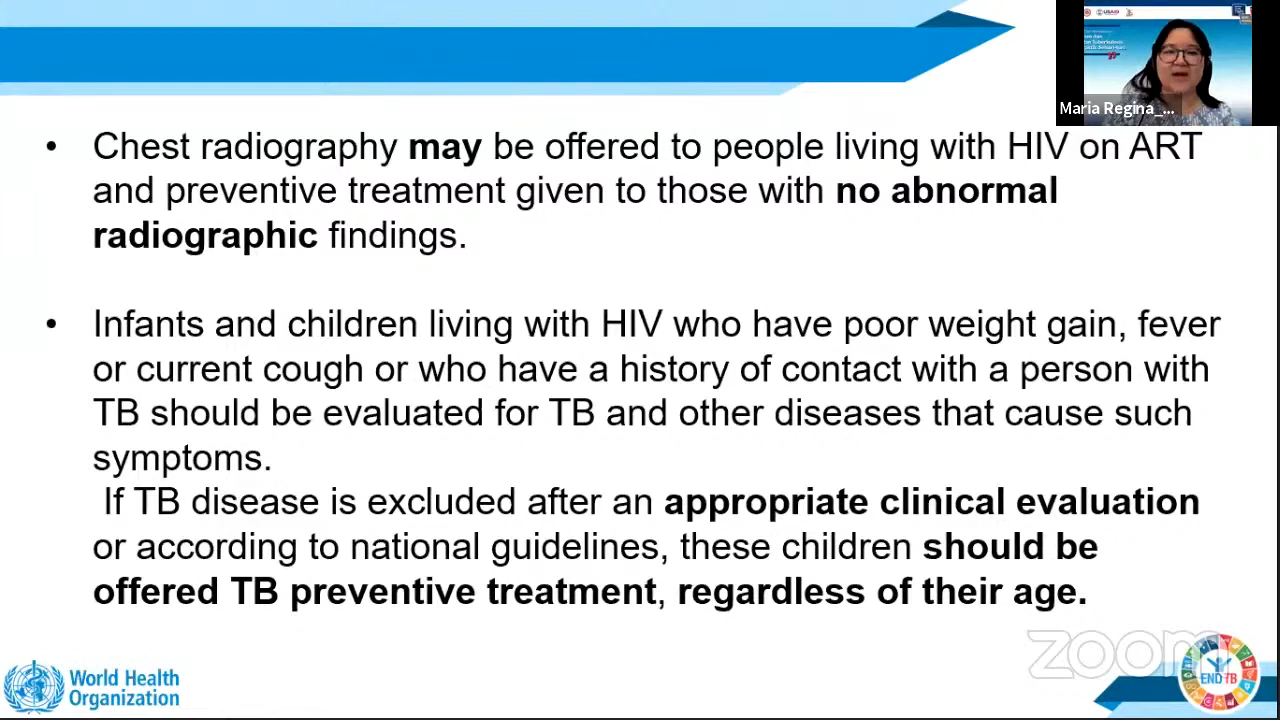 USAID
Maria Regina_...
• Chest radiography may be offered to people living with HIV on ART
and preventive treatment given to those with no abnormal
radiographic findings.
• Infants and children living with HIV who have poor weight gain, fever
or current cough or who have a history of contact with a person with
TB should be evaluated for TB and other diseases that cause such
symptoms.
If TB disease is excluded after an appropriate clinical evaluation
or according to national guidelines, these children should be
offered TB preventive treatment, regardless of their age.
zoom
World Health
Organization
END TB